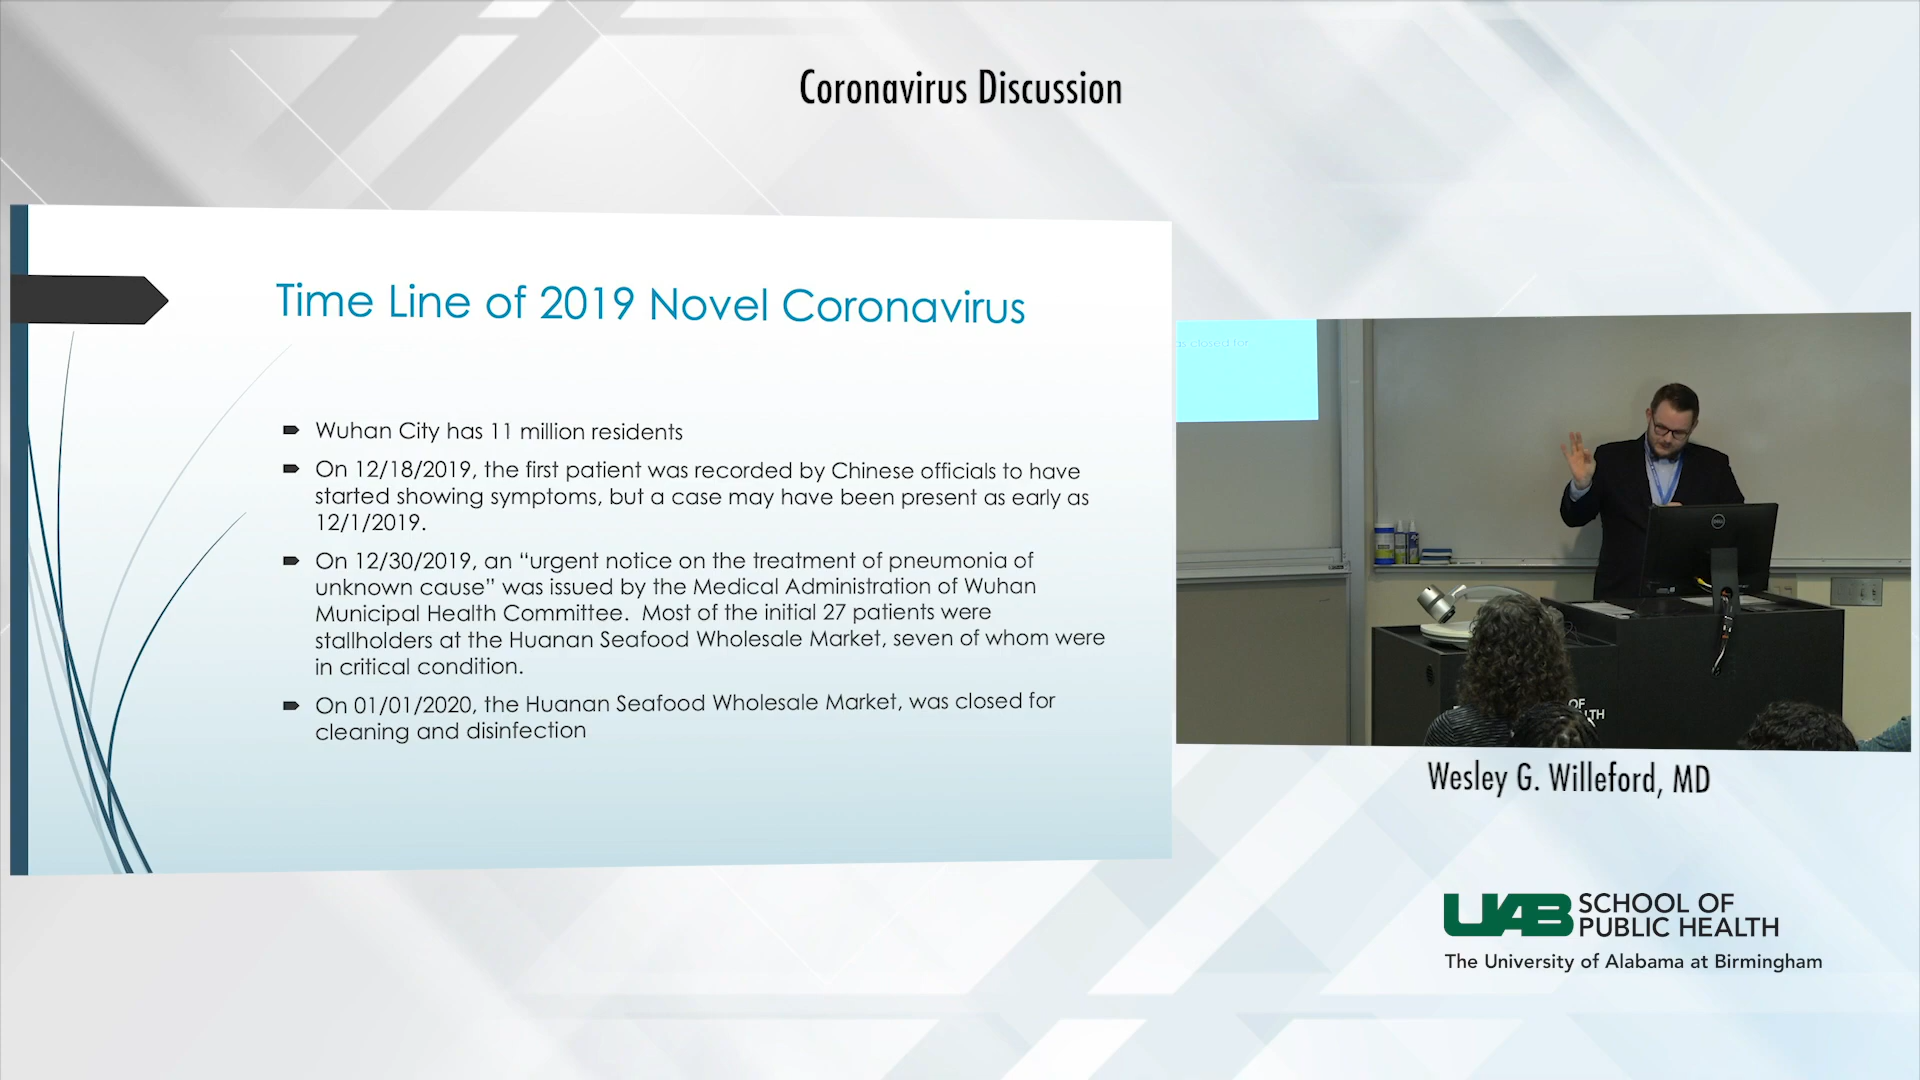 Coronavirus Discussion
Time Line of 2019 Novel Coronavirus
Wuhan City has 11 million residents
On 12/18/2019, the first patient was recorded by Chinese officials to have
started showing symptoms, but a case may have been present as early as
12/1/2019.
On 12/30/2019, an “urgent notice on the treatment of pneumonia of
unknown cause” was issued by the Medical Administration of Wuhan
Municipal Health Committee.  Most of the initial 27 patients were
stallholders at the Huanan Seafood Wholesale Market, seven of whom were
in critical condition.
On 01/01/2020, the Huanan Seafood Wholesale Market, was closed for
cleaning and disinfection
as closed for
DELL
OF
Wesley G. Willeford, MD
UAB SCHOOL OF
PUBLIC HEALTH
The University of Alabama at Birmingham